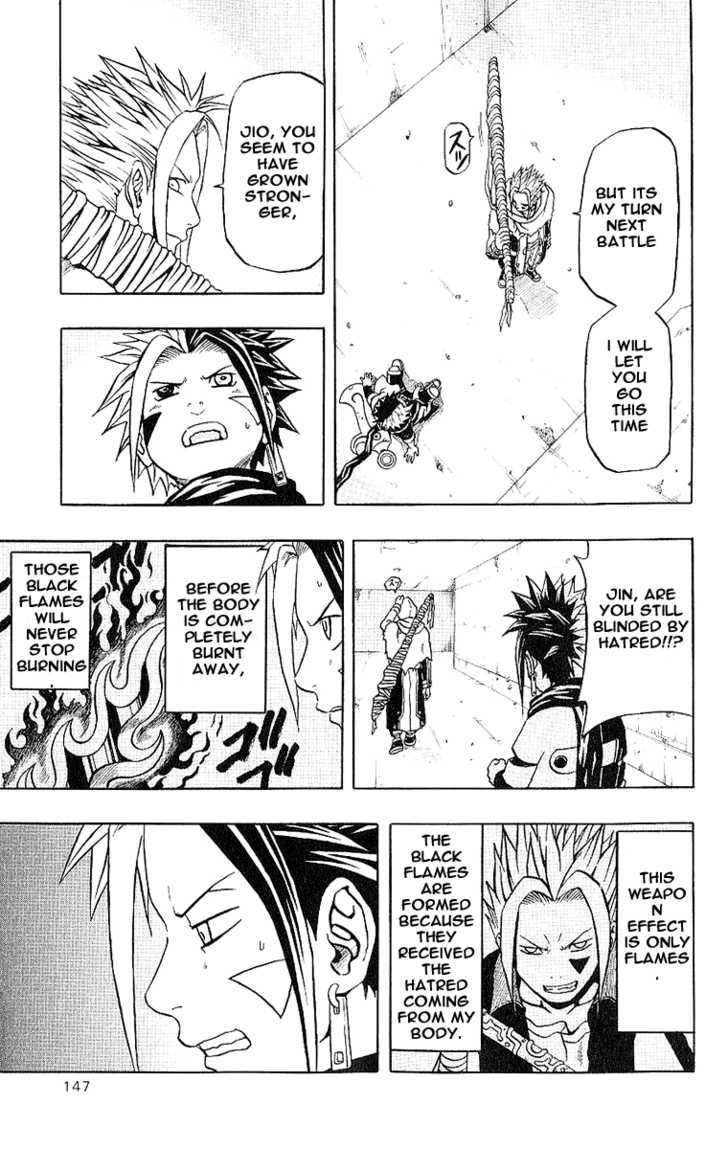 BUT ITS
MY TURN
NEXT
BATTLE
I WILL
LET
YOU
GO
THIS
TIME
スッ
JIO, YOU
SEEM TO
HAVE
GROWN
STRON-
GER,
JIN, ARE
YOU STILL
BLINDED BY
HATRED!!?
BEFORE
THE BODY
IS COM-
PLETELY
BURNT
AWAY,
THOSE
BLACK
FLAMES
WILL
NEVER
STOP
BURNING
.
ゴゴ
THIS
WEAPO
N
EFFECT
IS ONLY
FLAMES
.
THE
BLACK
FLAMES
ARE
FORMED
BECAUSE
THEY
RECEIVED
THE
HATRED
COMING
FROM MY
BODY.
147